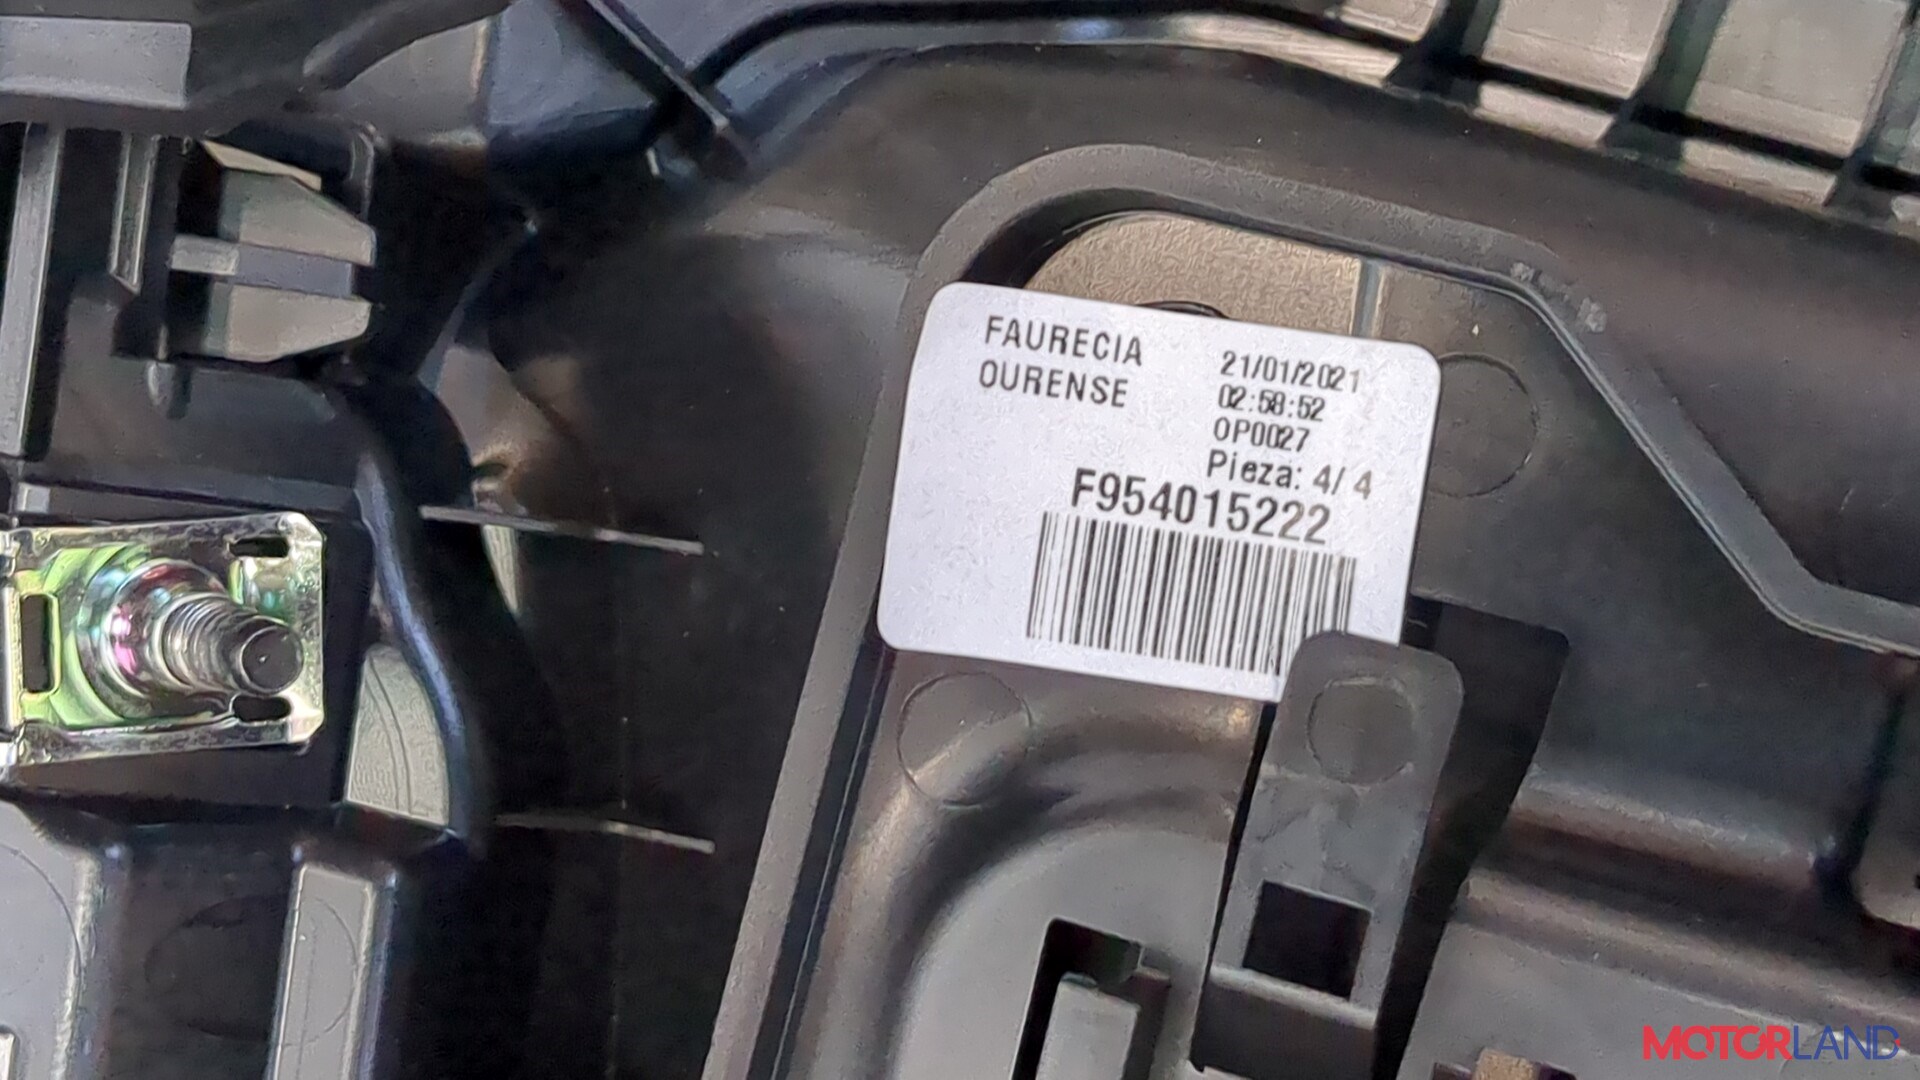 FAURECIA
OURENSE
21/01/2021
02:58:52
OP0027
Pieza: 4/ 4
F954015222
MOTORLAND